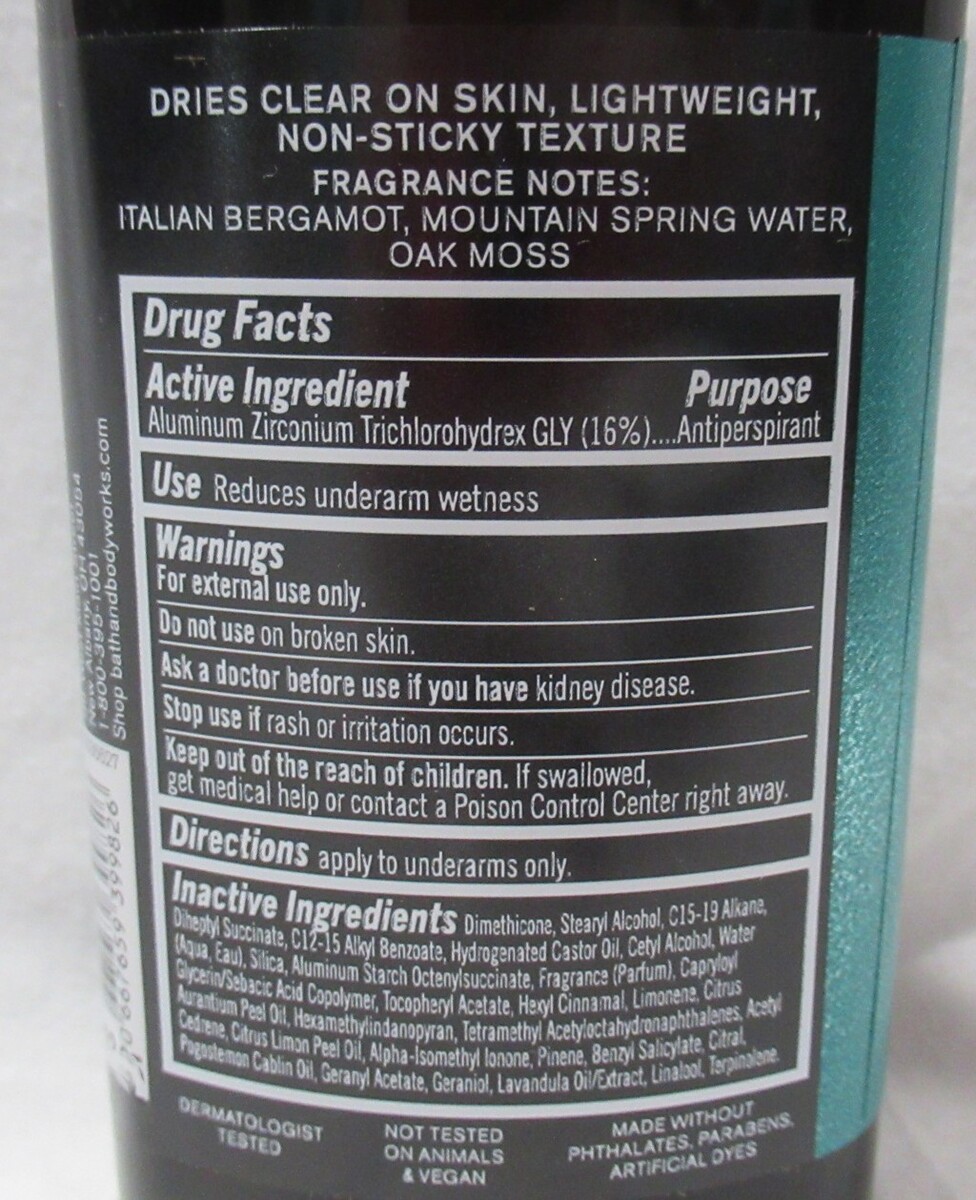 DRIES CLEAR ON SKIN, LIGHTWEIGHT,
NON-STICKY TEXTURE
FRAGRANCE NOTES:
ITALIAN BERGAMOT, MOUNTAIN SPRING WATER,
OAK MOSS
Drug Facts
Active Ingredient Purpose
Aluminum Zirconium Trichlorohydrex GLY (16%)....Antiperspirant
Use Reduces underarm wetness
Warnings
For external use only.
Do not use on broken skin.
Ask a doctor before use if you have kidney disease.
Stop use if rash or irritation occurs.
Keep out of the reach of children. If swallowed,
get medical help or contact a Poison Control Center right away.
Directions apply to underarms only.
Inactive Ingredients Dimethicone, Stearyl Alcohol, C15-19 Alkane,
Diheptyl Succinate, C12-15 Alkyl Benzoate, Hydrogenated Castor Oil, Cetyl Alcohol, Water
(Aqua, Eau), Silica, Aluminum Starch Octenylsuccinate, Fragrance (Parfum), Capryloyl
Glycerin/Sebacic Acid Copolymer, Tocopheryl Acetate, Hexyl Cinnamal, Limonene, Citrus
Aurantium Peel Oil, Hexamethylindanopyran, Tetramethyl Acetyloctahydronaphthalenes, Acetyl
Cedrene, Citrus Limon Peel Oil, Alpha-Isomethyl Ionone, Pinene, Benzyl Salicylate, Citral,
Pogostemon Cablin Oil, Geranyl Acetate, Geraniol, Lavandula Oil/Extract, Linalool, Terpinolene.
DERMATOLOGIST
TESTED
NOT TESTED
ON ANIMALS
& VEGAN
MADE WITHOUT
PHTHALATES, PARABENS,
ARTIFICIAL DYES
New Albany, OH 43054
1-800-395-1001
Shop bathandbodyworks.com